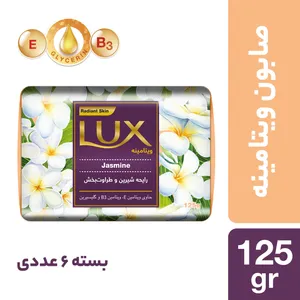 E
B3
GLYCERIN
Radiant Skin
LUX
ویتامینه
Jasmine
رایحه شیرین و طراوت‌بخش
حاوی ویتامین E، ویتامین B3 و گلیسیرین
بسته ۶ عددی
صابون ویتامینه
125
gr